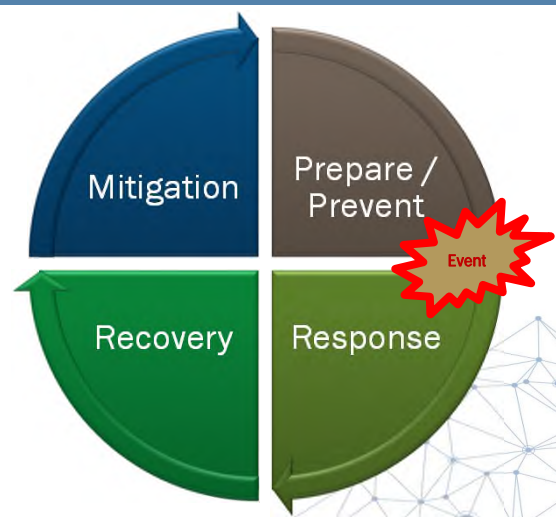 Mitigation
Prepare /
Prevent
Event
Recovery
Response